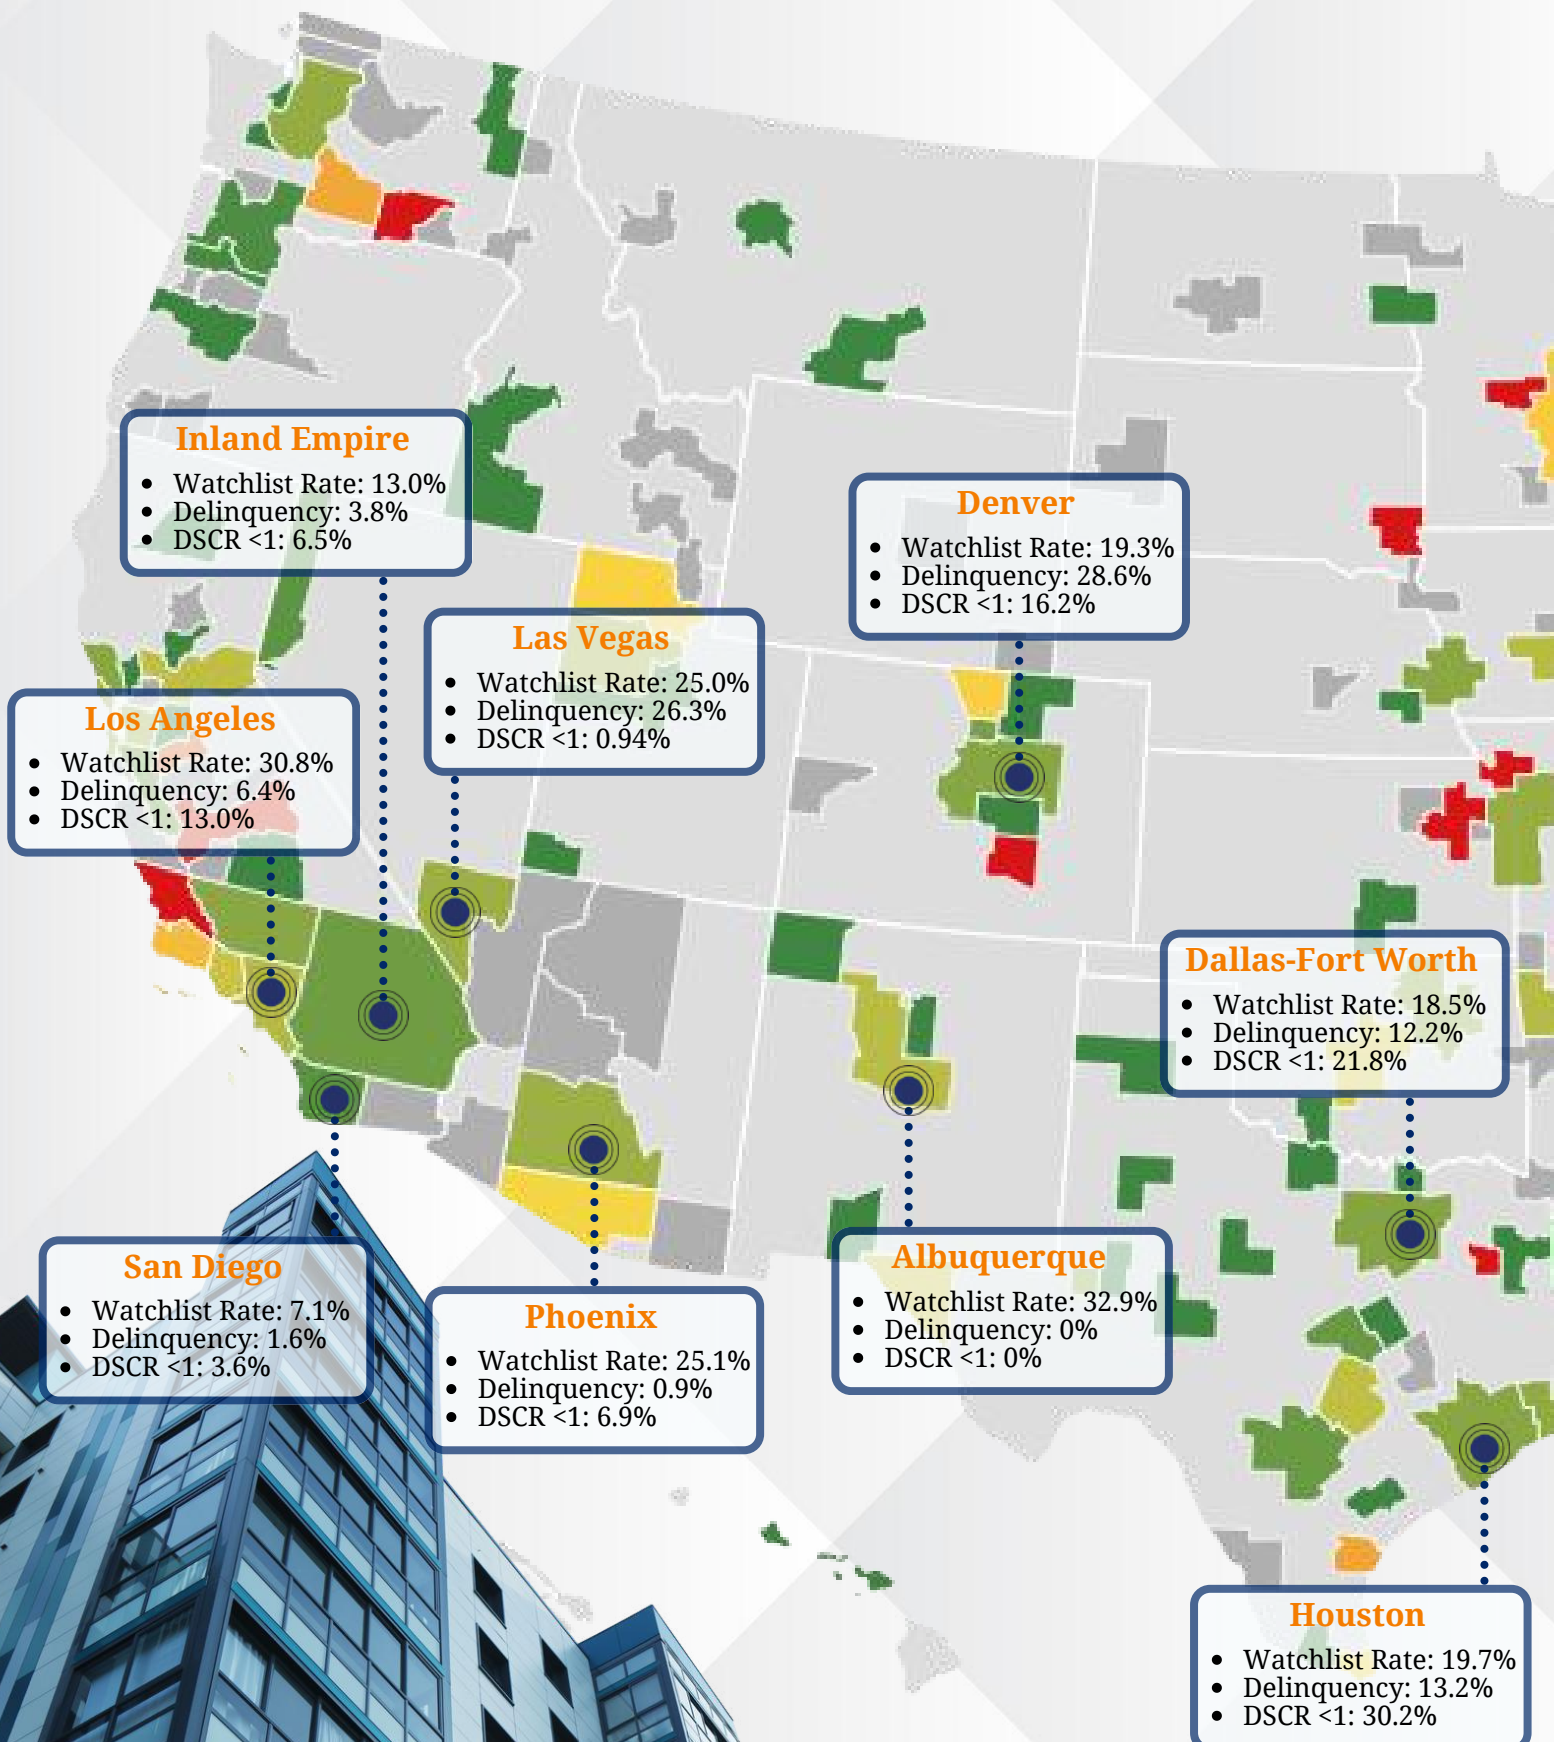 Inland Empire
• Watchlist Rate: 13.0%
• Delinquency: 3.8%
• DSCR <1: 6.5%
Denver
• Watchlist Rate: 19.3%
• Delinquency: 28.6%
• DSCR <1: 16.2%
Las Vegas
• Watchlist Rate: 25.0%
• Delinquency: 26.3%
• DSCR <1: 0.94%
Los Angeles
• Watchlist Rate: 30.8%
• Delinquency: 6.4%
• DSCR <1: 13.0%
Dallas-Fort Worth
• Watchlist Rate: 18.5%
• Delinquency: 12.2%
• DSCR <1: 21.8%
San Diego
• Watchlist Rate: 7.1%
• Delinquency: 1.6%
• DSCR <1: 3.6%
Phoenix
• Watchlist Rate: 25.1%
• Delinquency: 0.9%
• DSCR <1: 6.9%
Albuquerque
• Watchlist Rate: 32.9%
• Delinquency: 0%
• DSCR <1: 0%
Houston
• Watchlist Rate: 19.7%
• Delinquency: 13.2%
• DSCR <1: 30.2%